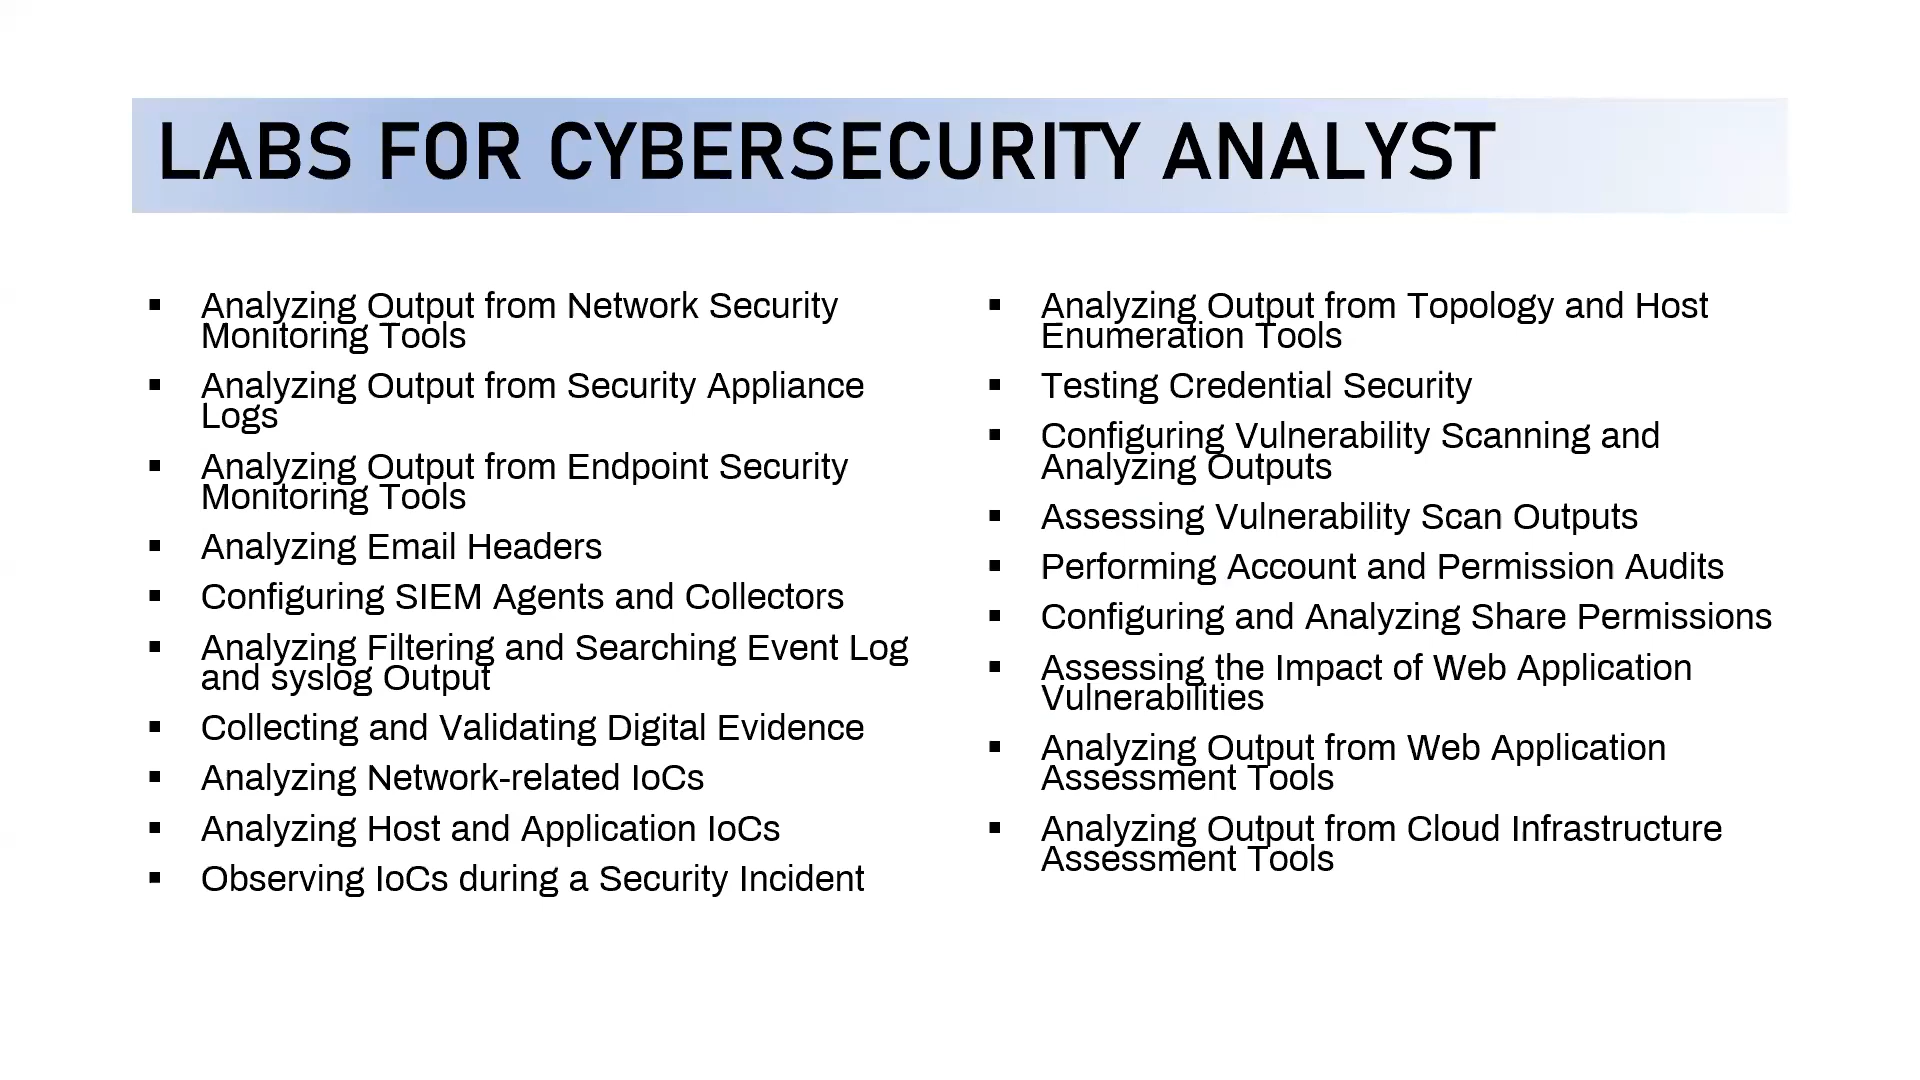 LABS FOR CYBERSECURITY ANALYST
▪ Analyzing Output from Network Security
Monitoring Tools
▪ Analyzing Output from Security Appliance
Logs
▪ Analyzing Output from Endpoint Security
Monitoring Tools
▪ Analyzing Email Headers
▪ Configuring SIEM Agents and Collectors
▪ Analyzing Filtering and Searching Event Log
and syslog Output
▪ Collecting and Validating Digital Evidence
▪ Analyzing Network-related IoCs
▪ Analyzing Host and Application IoCs
▪ Observing IoCs during a Security Incident
▪ Analyzing Output from Topology and Host
Enumeration Tools
▪ Testing Credential Security
▪ Configuring Vulnerability Scanning and
Analyzing Outputs
▪ Assessing Vulnerability Scan Outputs
▪ Performing Account and Permission Audits
▪ Configuring and Analyzing Share Permissions
▪ Assessing the Impact of Web Application
Vulnerabilities
▪ Analyzing Output from Web Application
Assessment Tools
▪ Analyzing Output from Cloud Infrastructure
Assessment Tools